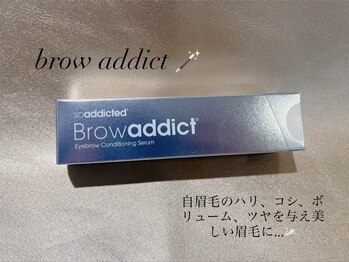 brow addict 🪄
soaddicted®
Browaddict®
Eyebrow Conditioning Serum
自眉毛のハリ、コシ、ボ
リューム、ツヤを与え美
しい眉毛に...🪶